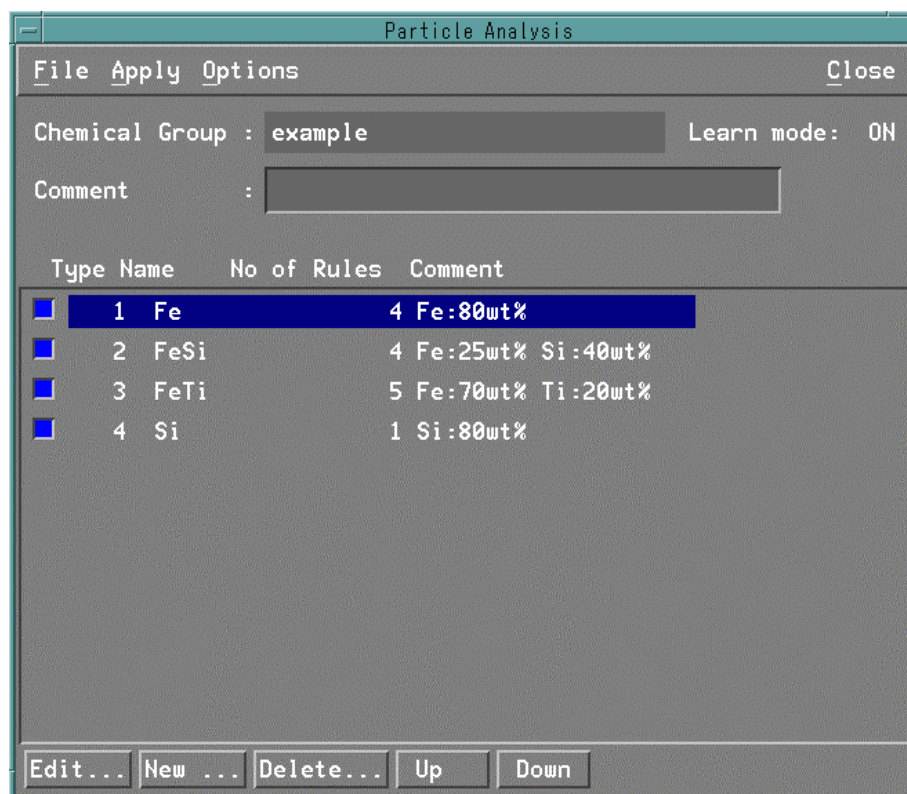 Particle Analysis
File Apply Options Close
Chemical Group : example Learn mode: ON
Comment :
Type Name No of Rules Comment
1 Fe 4 Fe:80wt%
2 FeSi 4 Fe:25wt% Si:40wt%
3 FeTi 5 Fe:70wt% Ti:20wt%
4 Si 1 Si:80wt%
Edit... New ... Delete... Up Down